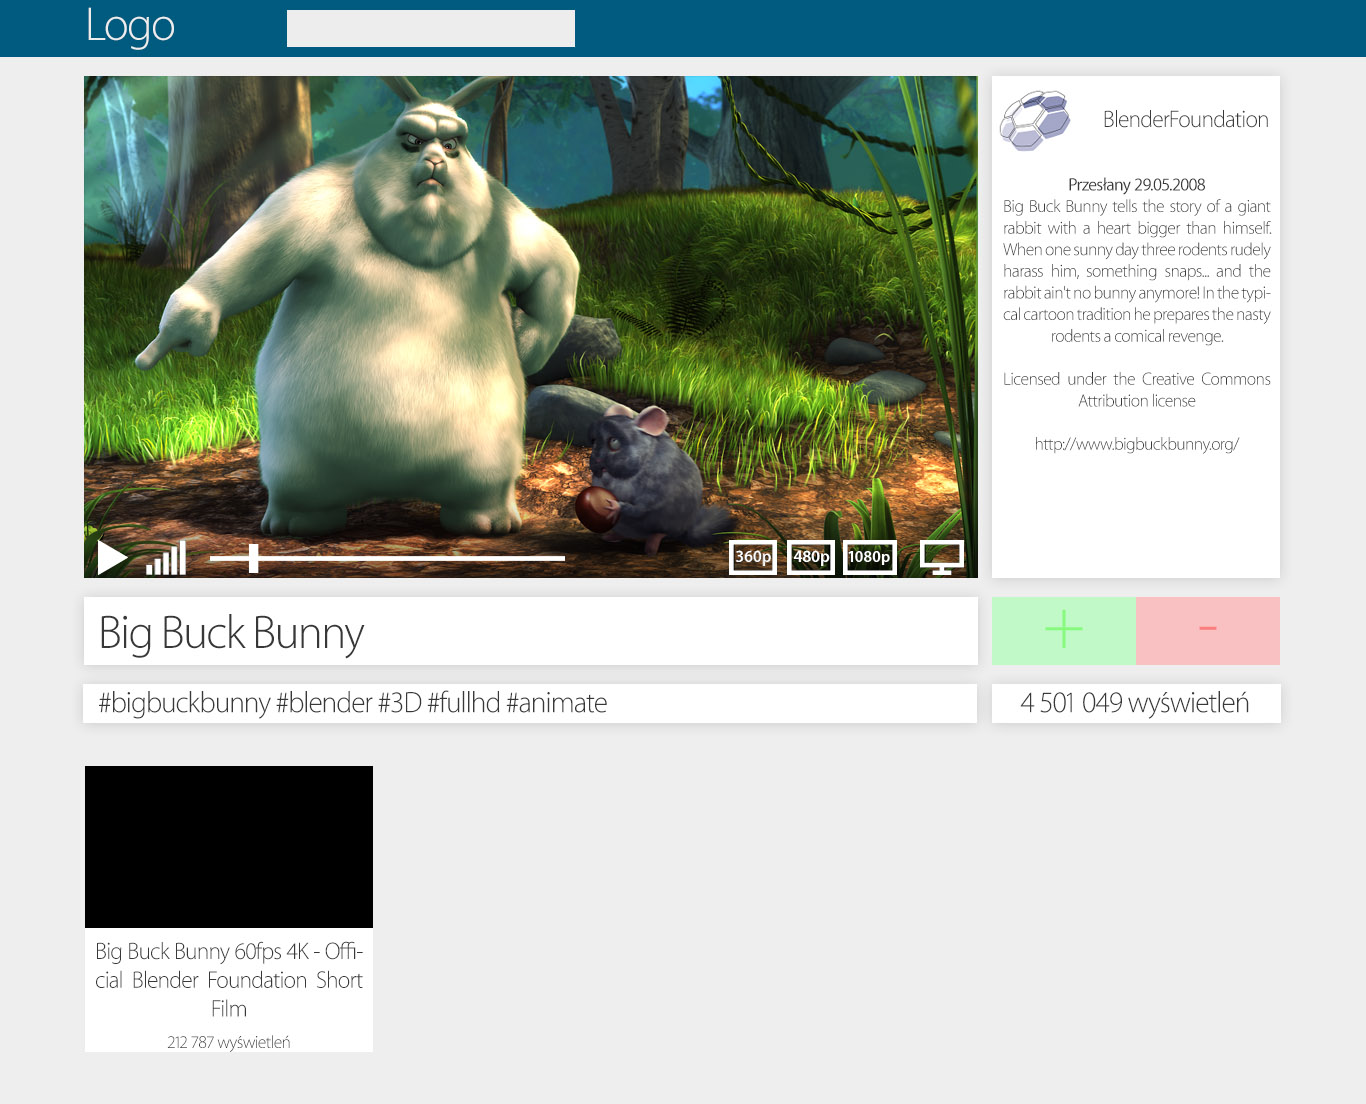 Logo
BlenderFoundation
Przesłany 29.05.2008
Big Buck Bunny tells the story of a giant
rabbit with a heart bigger than himself.
When one sunny day three rodents rudely
harass him, something snaps... and the
rabbit ain't no bunny anymore! In the typi-
cal cartoon tradition he prepares the nasty
rodents a comical revenge.
Licensed under the Creative Commons
Attribution license
http://www.bigbuckbunny.org/
360p 480p 1080p
Big Buck Bunny
+ -
#bigbuckbunny #blender #3D #fullhd #animate
4 501 049 wyświetleń
Big Buck Bunny 60fps 4K - Offi-
cial Blender Foundation Short
Film
212 787 wyświetleń